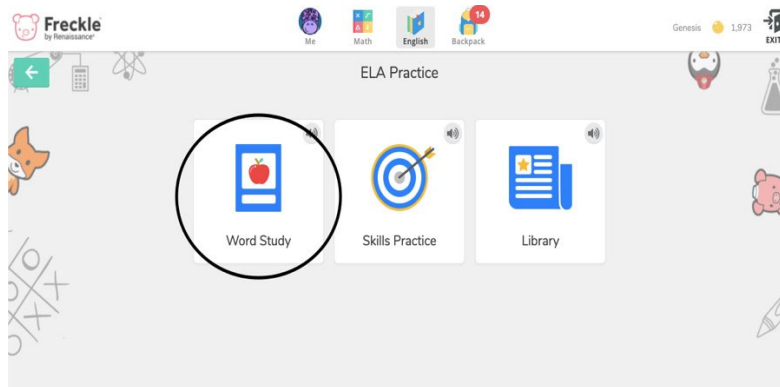 Freckle
by Renaissance
Me
Math
English
14
Backpack
Genesis
1,973
EXIT
ELA Practice
Word Study
Skills Practice
Library